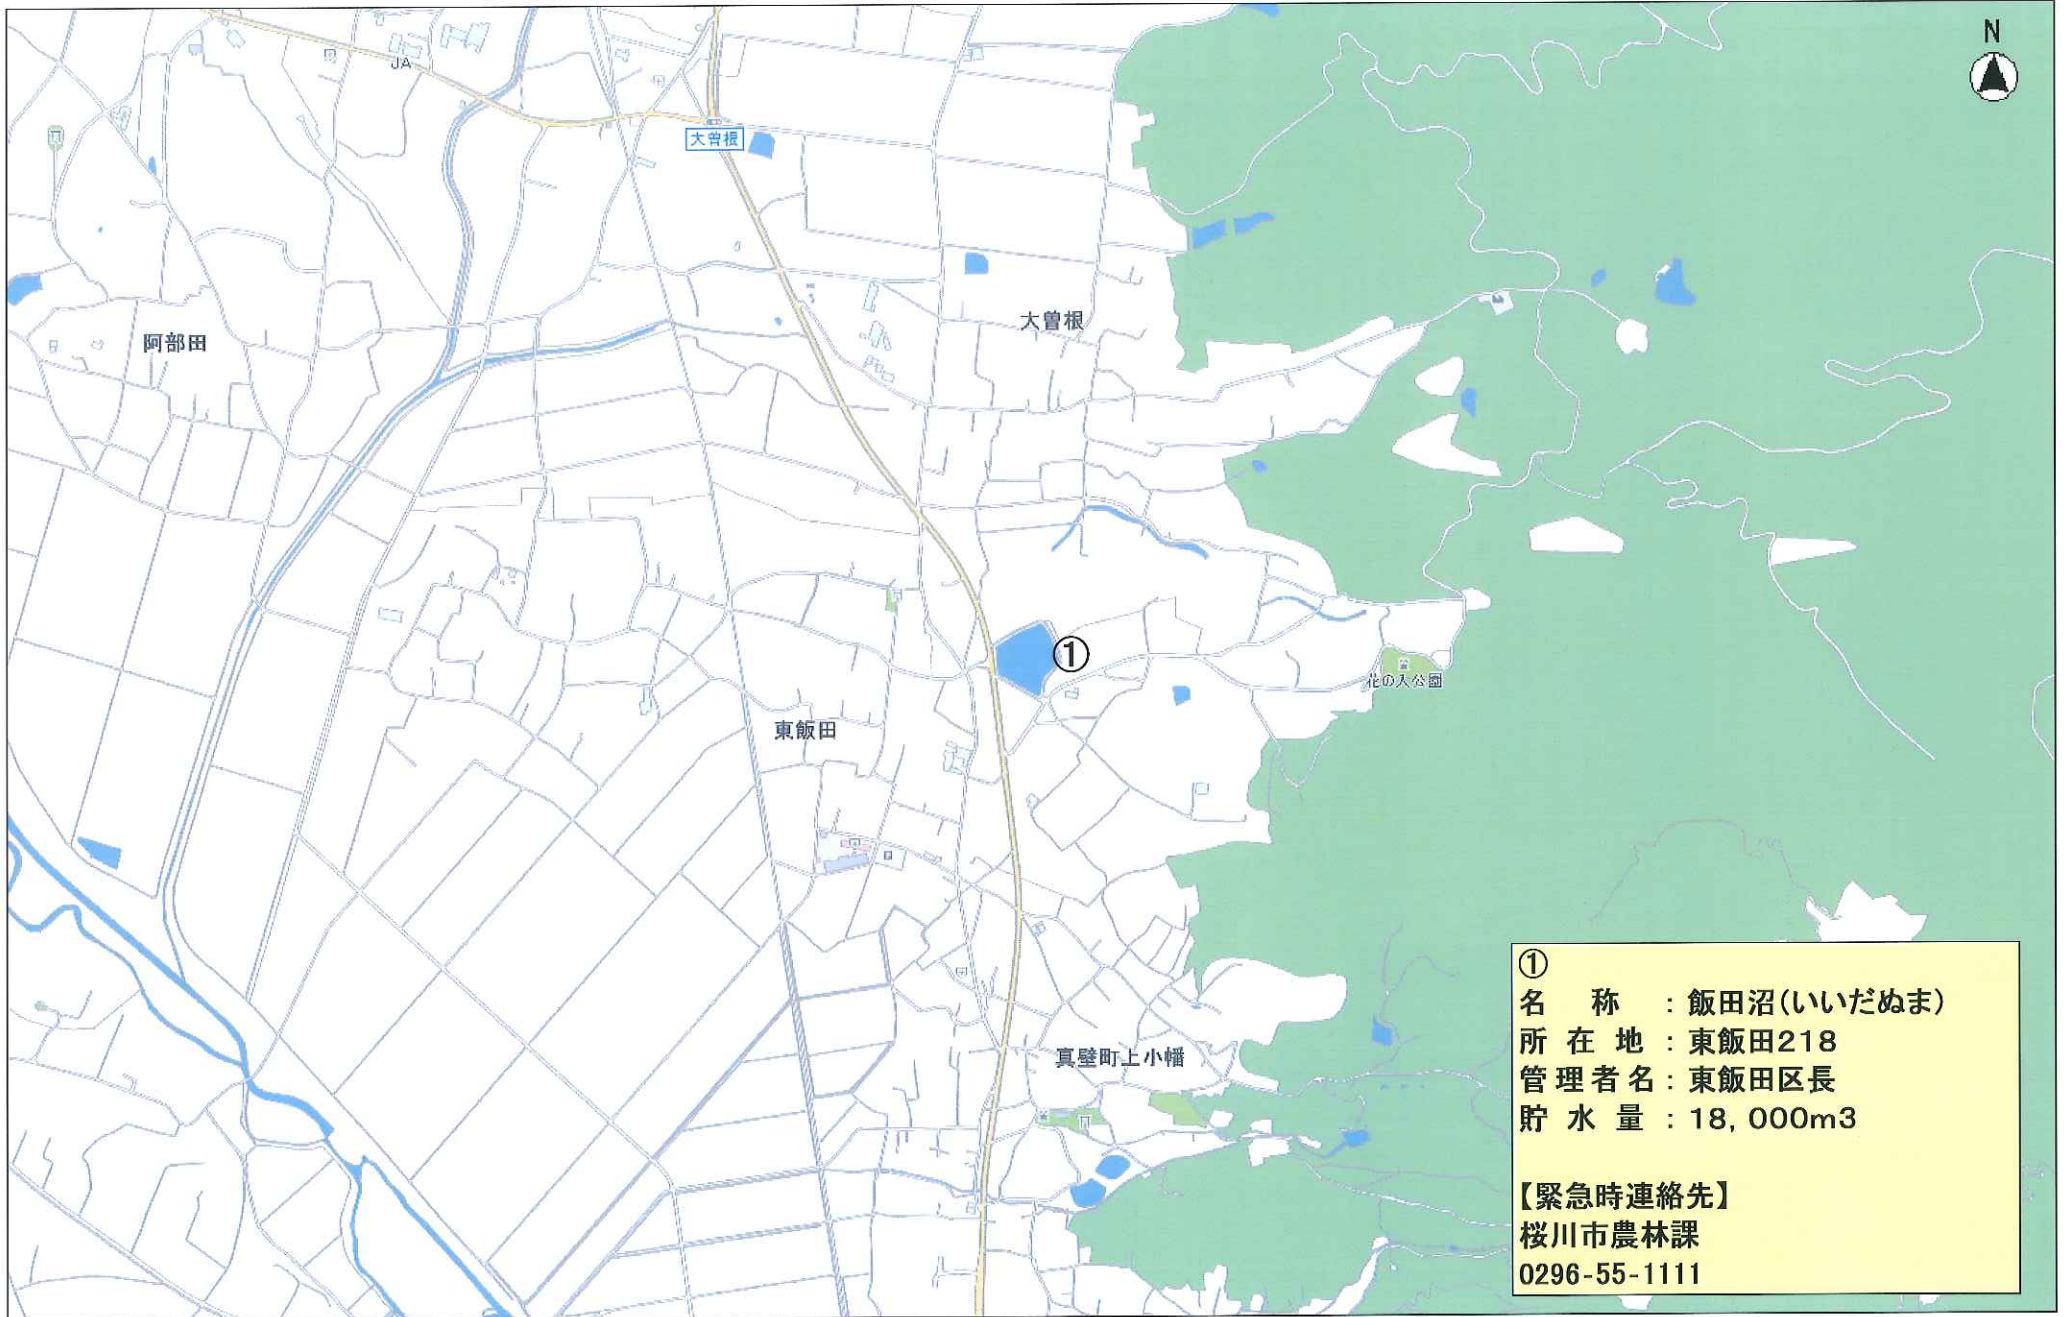 N
JA
大曽根
大曽根
阿部田
①
花の入公園
東飯田
真壁町上小幡
①
名　称　：飯田沼(いいだぬま)
所 在 地 ：東飯田218
管理者名：東飯田区長
貯 水 量 ：18,000m3
【緊急時連絡先】
桜川市農林課
0296-55-1111